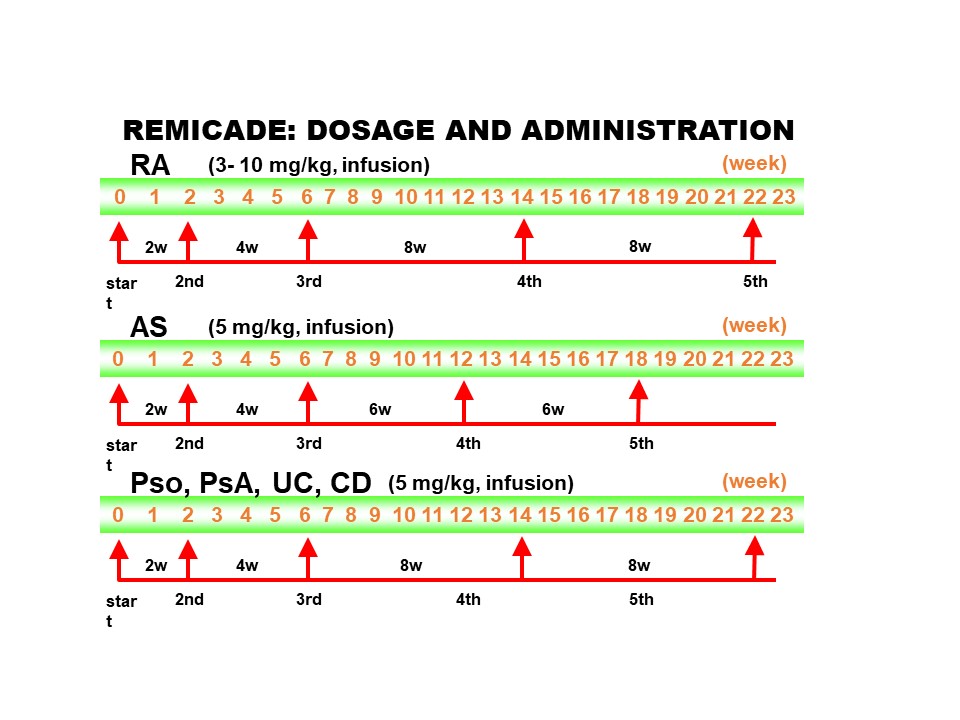 REMICADE: DOSAGE AND ADMINISTRATION
RA (3- 10 mg/kg, infusion) (week)
0 1 2 3 4 5 6 7 8 9 10 11 12 13 14 15 16 17 18 19 20 21 22 23
2w 4w 8w 8w
star 2nd 3rd 4th 5th
t
AS (5 mg/kg, infusion) (week)
0 1 2 3 4 5 6 7 8 9 10 11 12 13 14 15 16 17 18 19 20 21 22 23
2w 4w 6w 6w
star 2nd 3rd 4th 5th
t
Pso, PsA, UC, CD (5 mg/kg, infusion) (week)
0 1 2 3 4 5 6 7 8 9 10 11 12 13 14 15 16 17 18 19 20 21 22 23
2w 4w 8w 8w
star 2nd 3rd 4th 5th
t